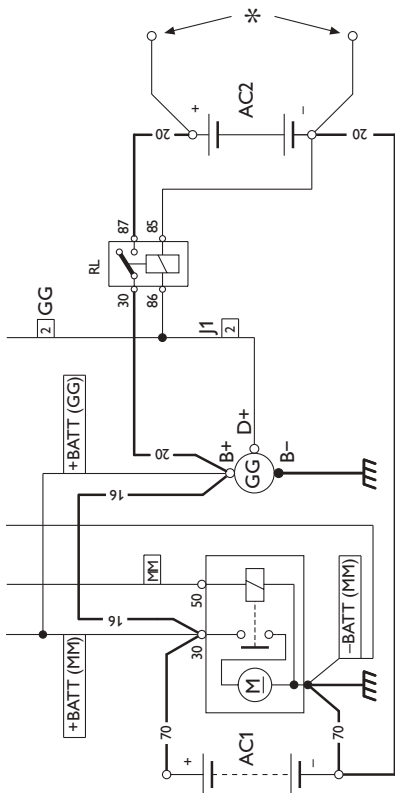 *
+
AC2
–
20
20
87
85
RL
30
86
2
GG
J1
2
20
+BATT (GG)
B+
D+
GG
B–
16
MM
50
16
30
+BATT (MM)
M
–BATT (MM)
70
70
+
AC1
–